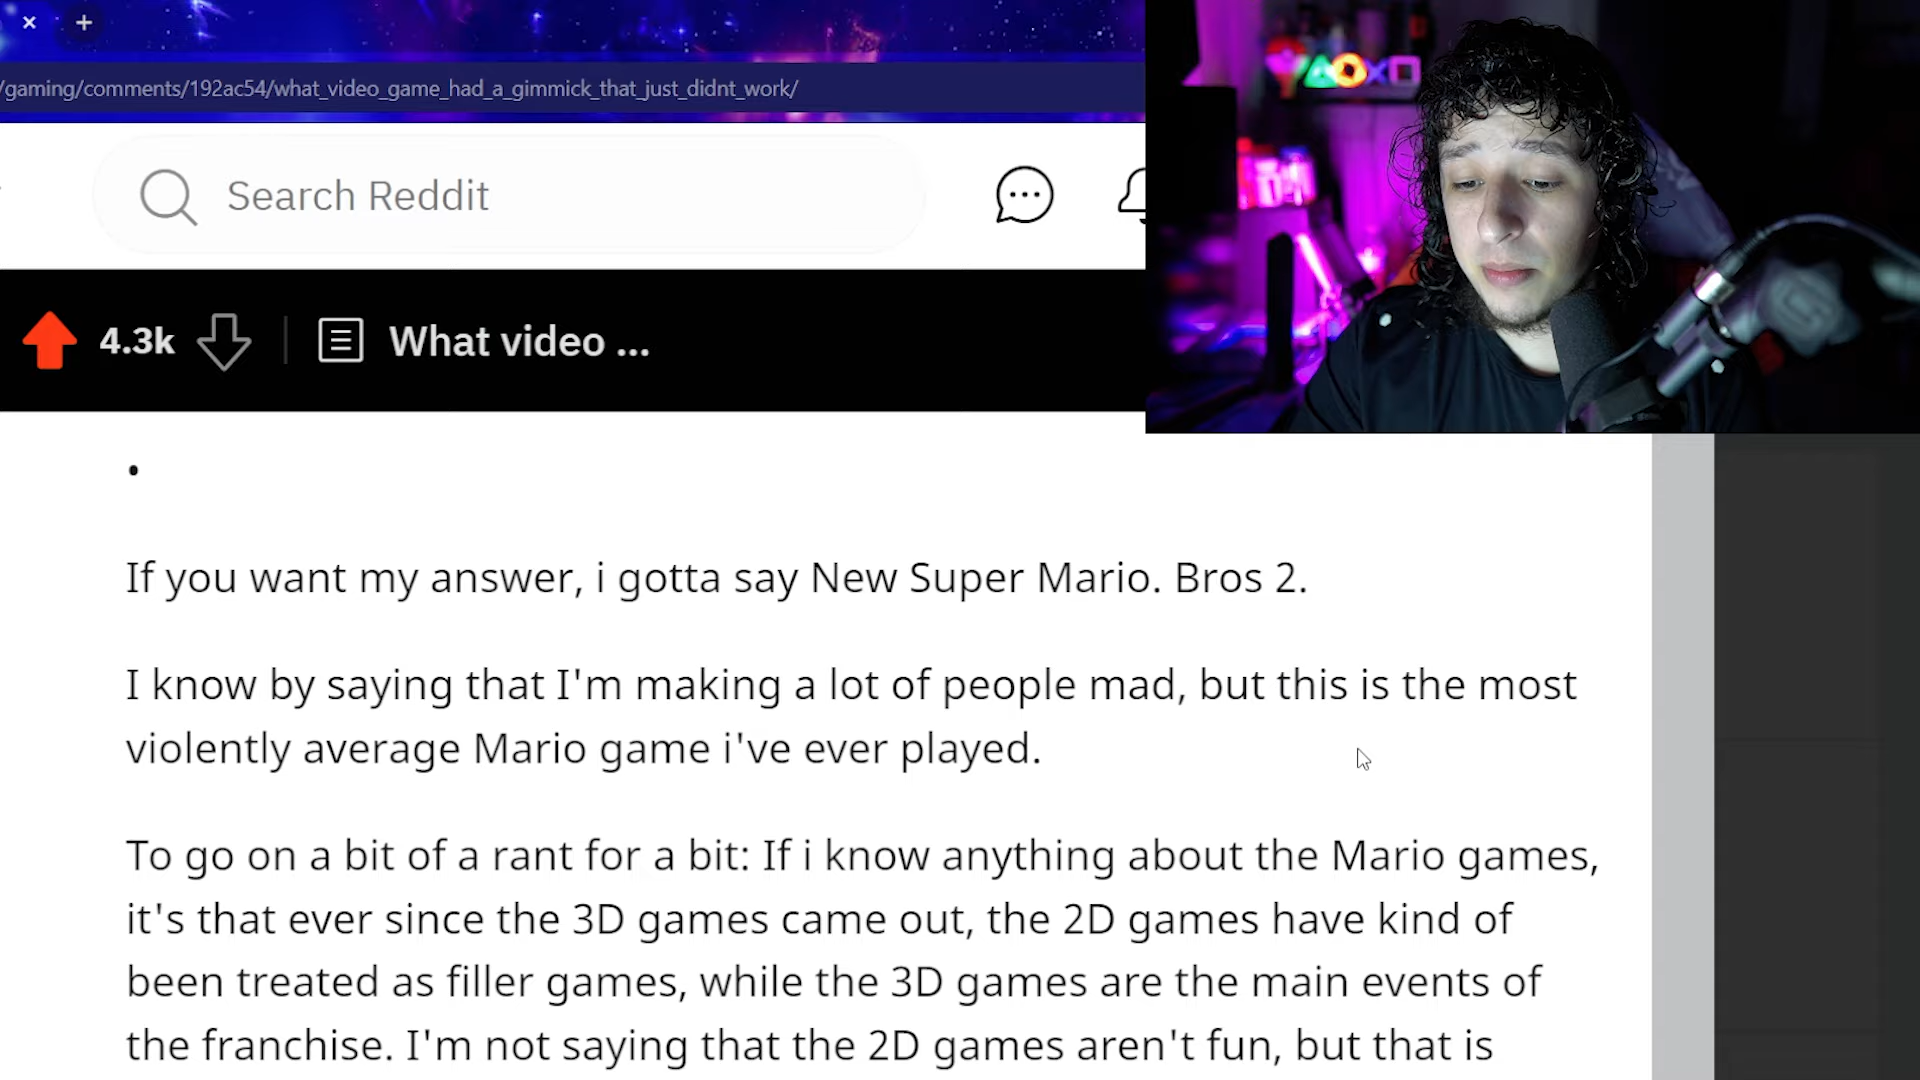 /gaming/comments/192ac54/what_video_game_had_a_gimmick_that_just_didnt_work/
Search Reddit
4.3k
What video ...
If you want my answer, i gotta say New Super Mario. Bros 2.
I know by saying that I'm making a lot of people mad, but this is the most
violently average Mario game i've ever played.
To go on a bit of a rant for a bit: If i know anything about the Mario games,
it's that ever since the 3D games came out, the 2D games have kind of
been treated as filler games, while the 3D games are the main events of
the franchise. I'm not saying that the 2D games aren't fun, but that is